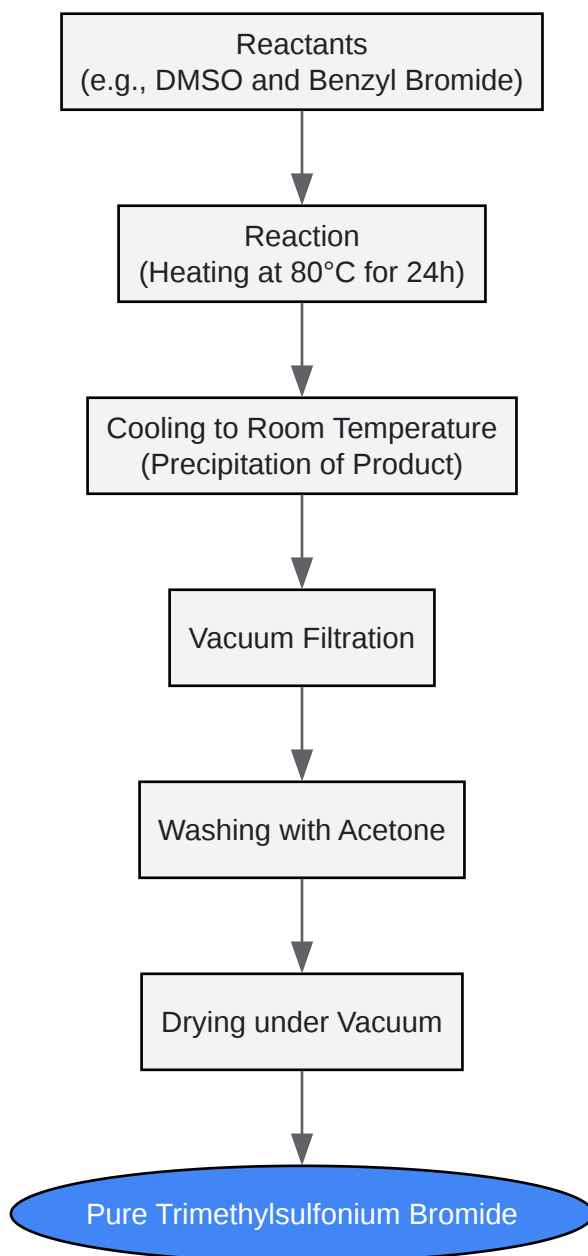 Reactants
(e.g., DMSO and Benzyl Bromide)
Reaction
(Heating at 80°C for 24h)
Cooling to Room Temperature
(Precipitation of Product)
Vacuum Filtration
Washing with Acetone
Drying under Vacuum
Pure Trimethylsulfonium Bromide